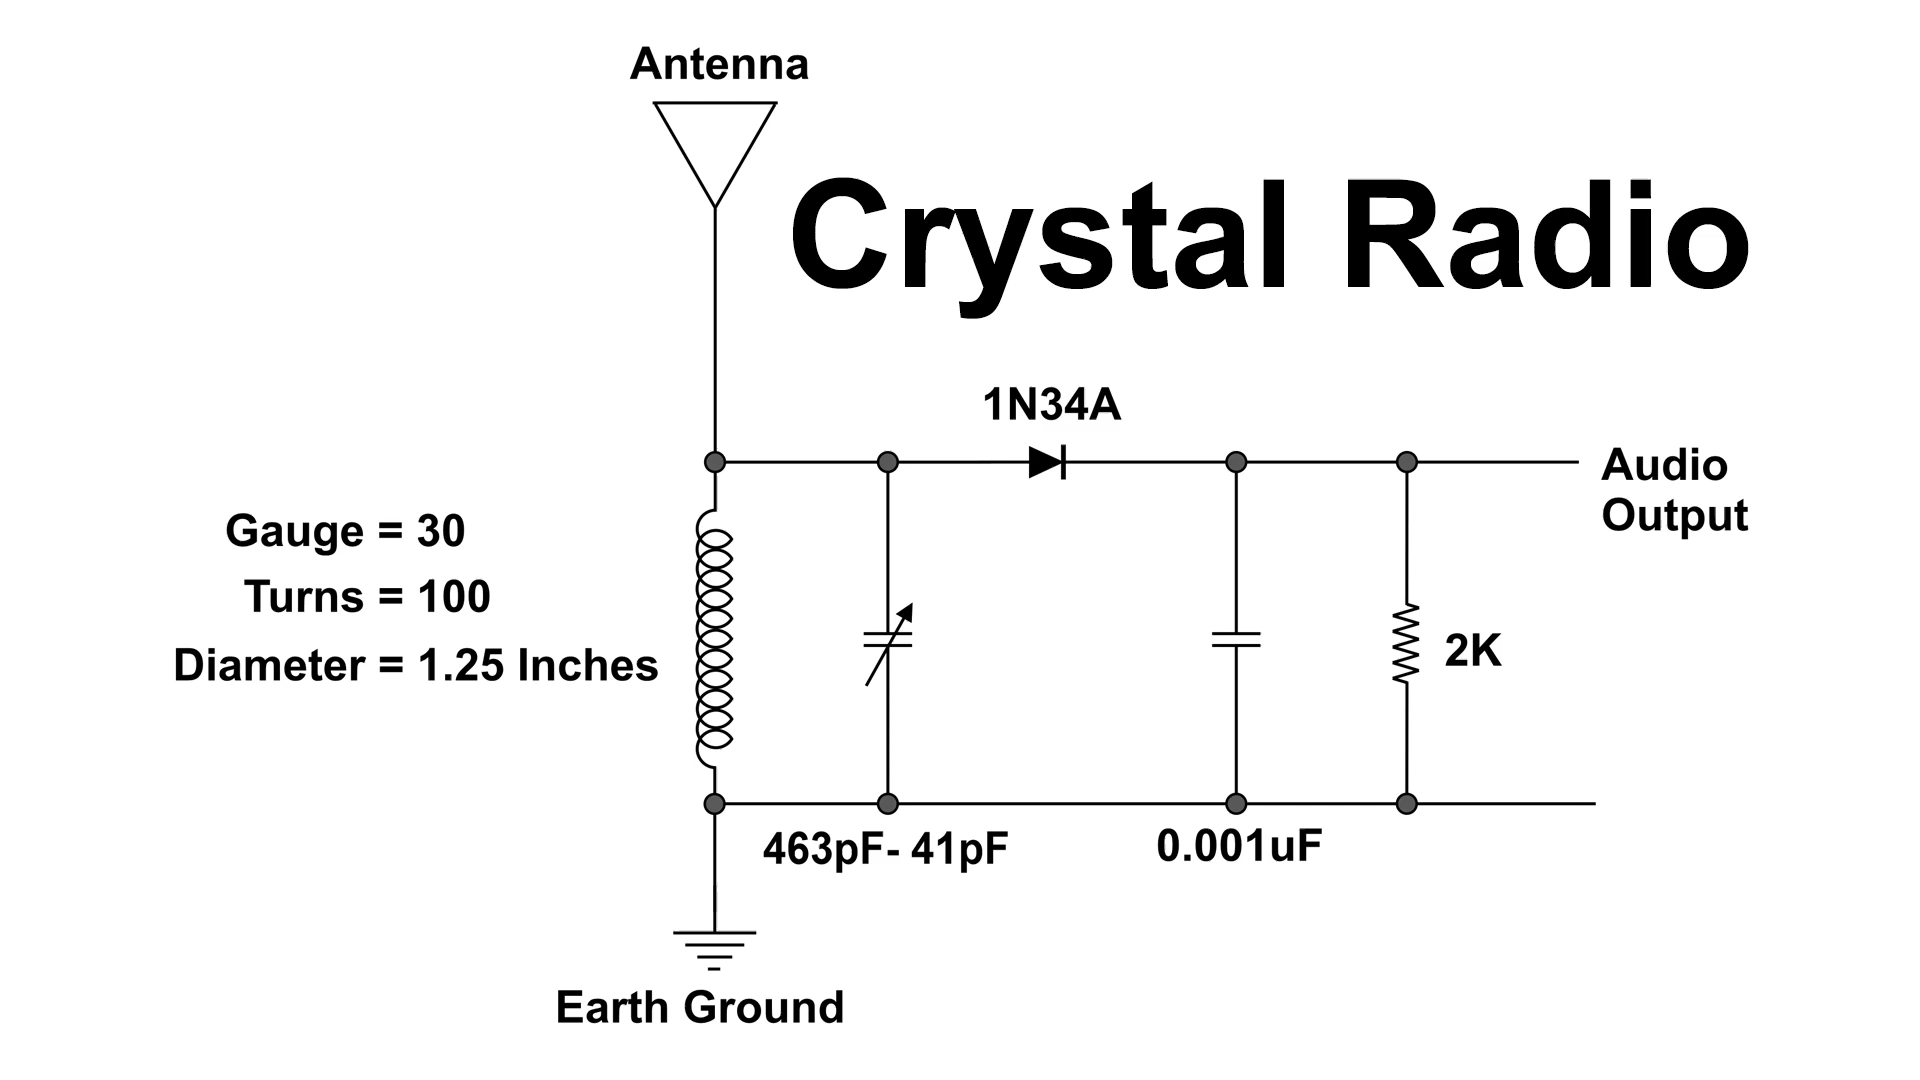 Antenna
Crystal Radio
1N34A
Audio
Output
Gauge = 30
Turns = 100
Diameter = 1.25 Inches
2K
463pF- 41pF
0.001uF
Earth Ground